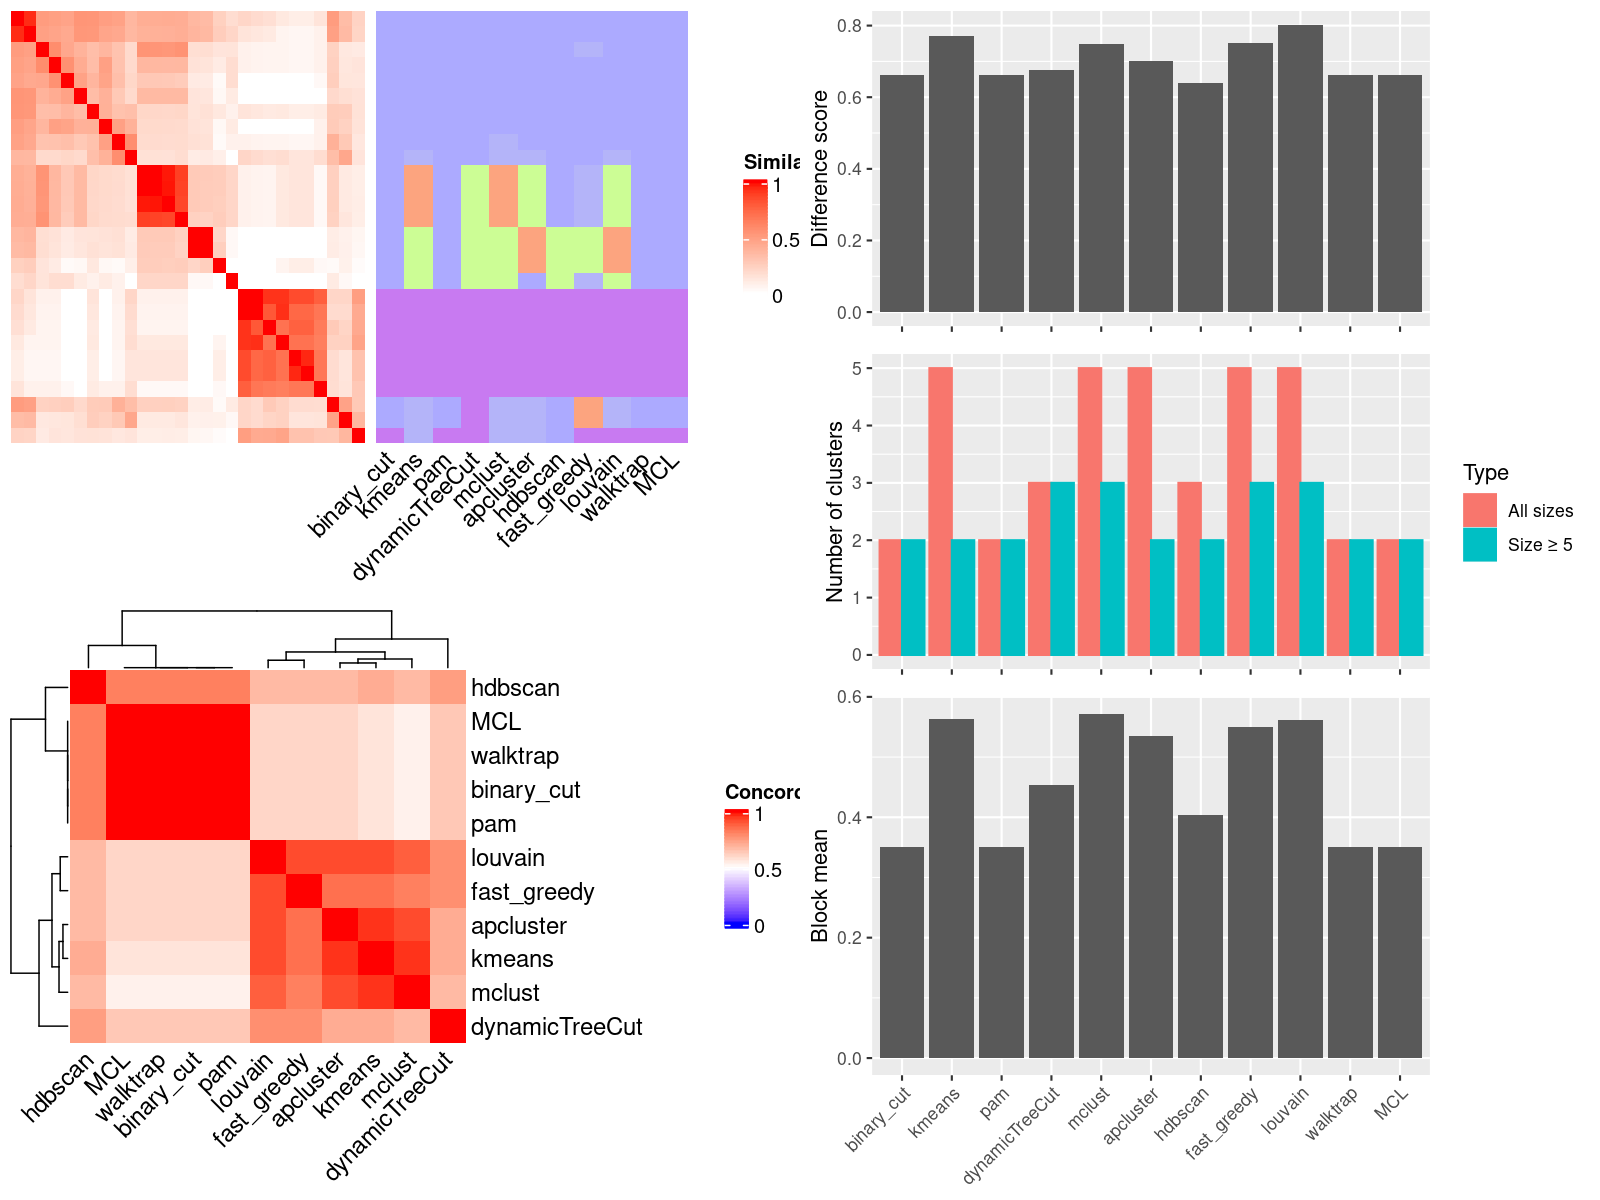 Simila
1
0.5
0
binary_cut
kmeans
pam
dynamicTreeCut
mclust
apcluster
hdbscan
fast_greedy
louvain
walktrap
MCL
hdbscan
MCL
walktrap
binary_cut
pam
louvain
fast_greedy
apcluster
kmeans
mclust
dynamicTreeCut
hdbscan
MCL
walktrap
binary_cut
pam
louvain
fast_greedy
apcluster
kmeans
mclust
dynamicTreeCut
Concord
1
0.5
0
Difference score
0.8
0.6
0.4
0.2
0.0
Number of clusters
5
4
3
2
1
0
Type
All sizes
Size ≥ 5
Block mean
0.6
0.4
0.2
0.0
binary_cut
kmeans
pam
dynamicTreeCut
mclust
apcluster
hdbscan
fast_greedy
louvain
walktrap
MCL